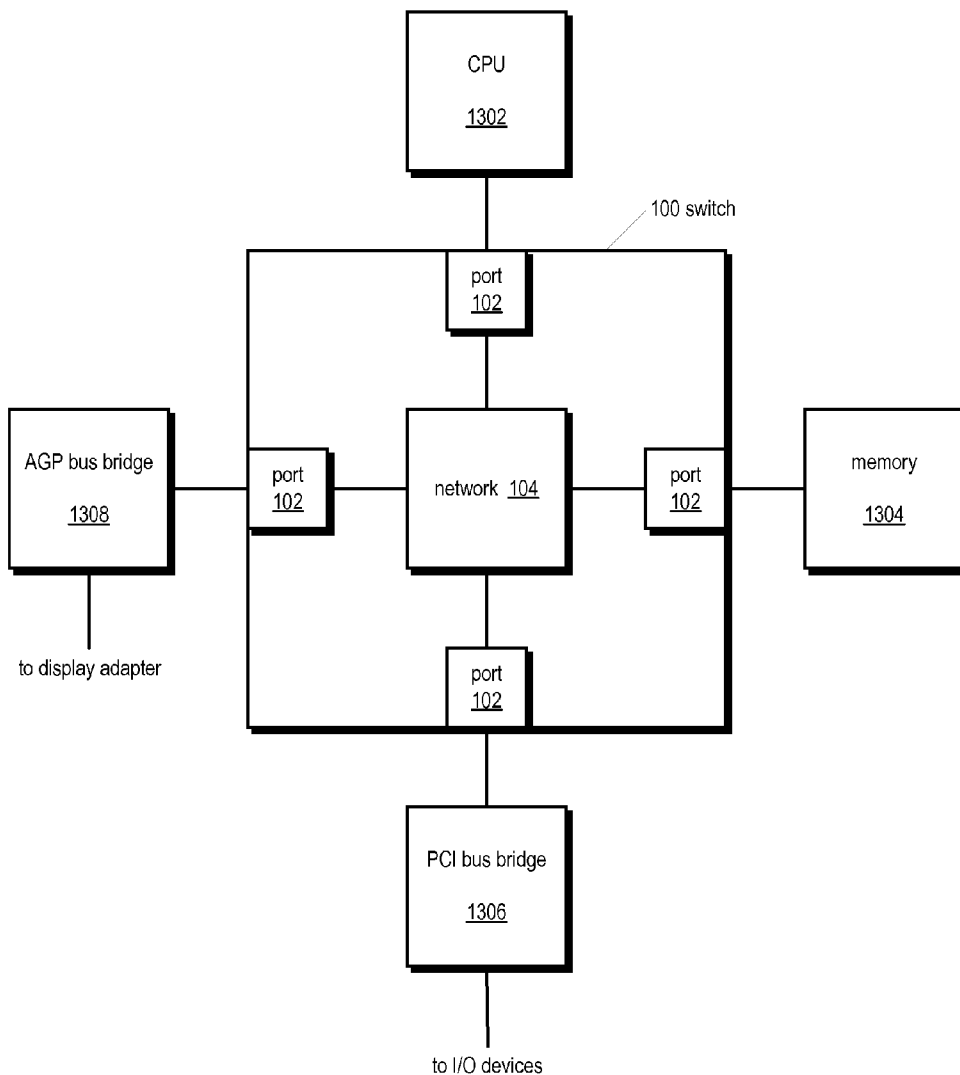 CPU
1302
100 switch
port
102
AGP bus bridge
1308
port
102
network 104
port
102
memory
1304
to display adapter
port
102
PCI bus bridge
1306
to I/O devices